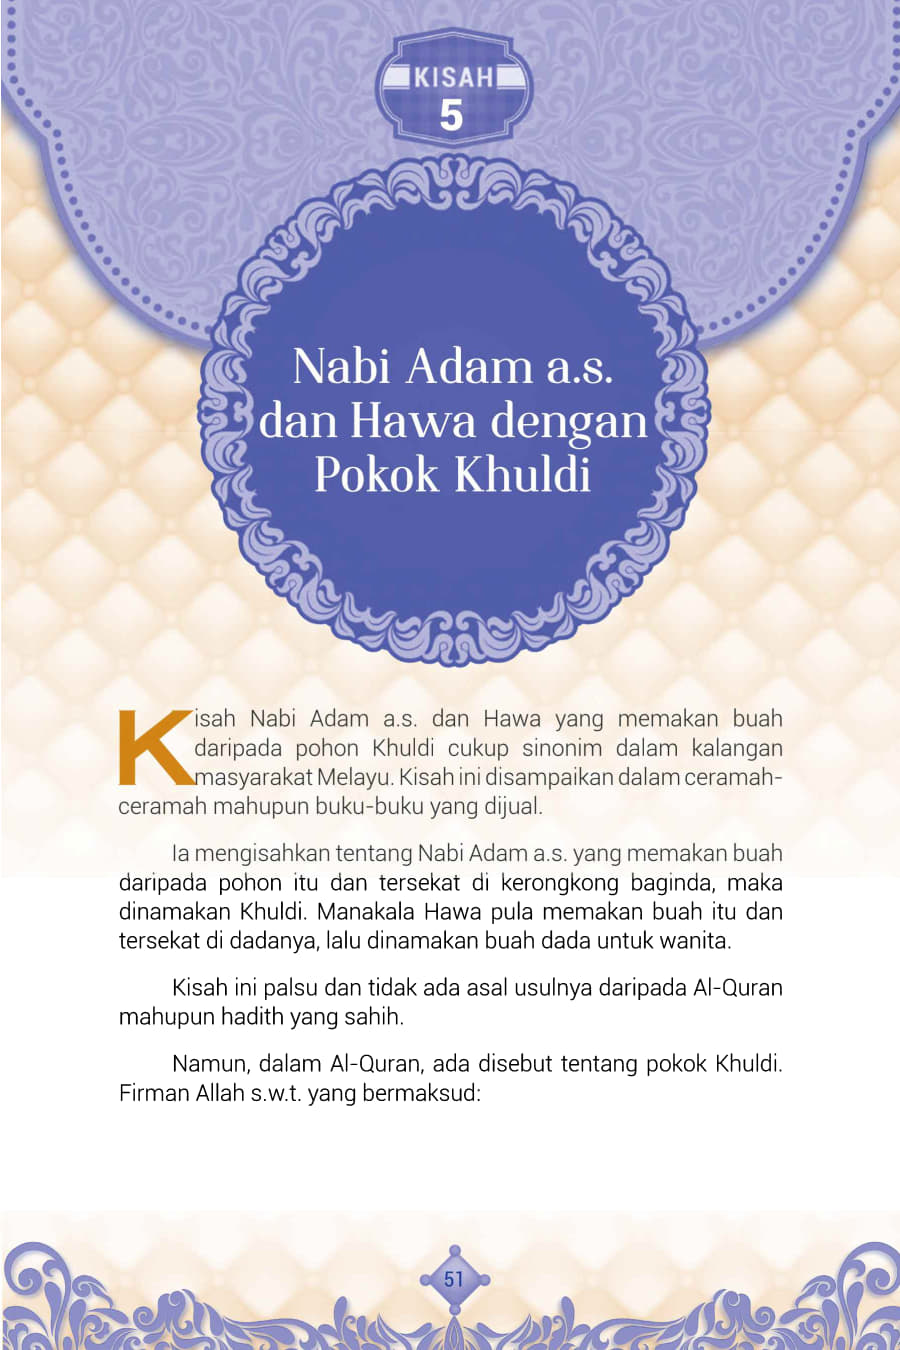 KISAH
5
Nabi Adam a.s.
dan Hawa dengan
Pokok Khuldi
Kisah Nabi Adam a.s. dan Hawa yang memakan buah
daripada pohon Khuldi cukup sinonim dalam kalangan
masyarakat Melayu. Kisah ini disampaikan dalam ceramah-
ceramah mahupun buku-buku yang dijual.
Ia mengisahkan tentang Nabi Adam a.s. yang memakan buah
daripada pohon itu dan tersekat di kerongkong baginda, maka
dinamakan Khuldi. Manakala Hawa pula memakan buah itu dan
tersekat di dadanya, lalu dinamakan buah dada untuk wanita.
Kisah ini palsu dan tidak ada asal usulnya daripada Al-Quran
mahupun hadith yang sahih.
Namun, dalam Al-Quran, ada disebut tentang pokok Khuldi.
Firman Allah s.w.t. yang bermaksud:
51